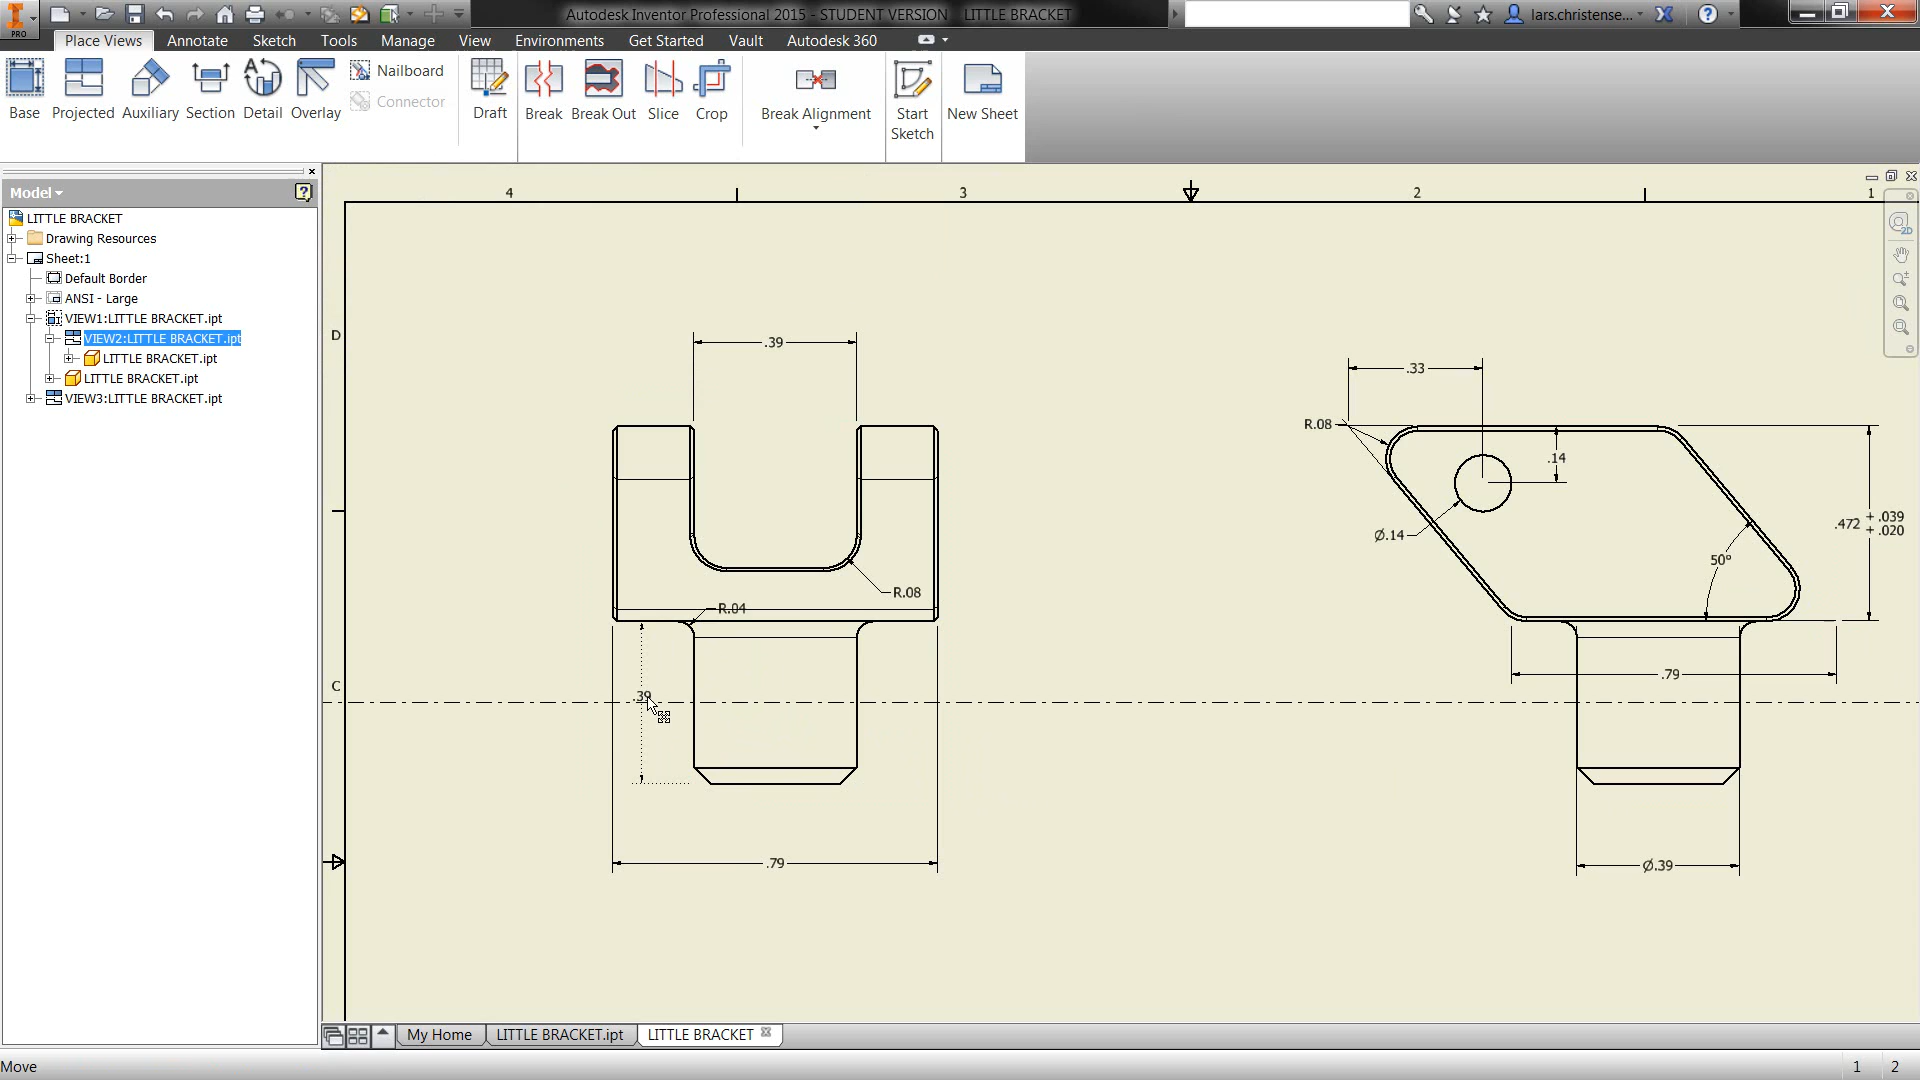 Autodesk Inventor Professional 2015 - STUDENT VERSION LITTLE BRACKET
lars.christense...
PRO
Place Views Annotate Sketch Tools Manage View Environments Get Started Vault Autodesk 360
Base Projected Auxiliary Section Detail Overlay
Nailboard
Connector
Draft Break Break Out Slice Crop Break Alignment
Start Sketch
New Sheet
Model
LITTLE BRACKET
Drawing Resources
Sheet:1
Default Border
ANSI - Large
VIEW1:LITTLE BRACKET.ipt
VIEW2:LITTLE BRACKET.ipt
LITTLE BRACKET.ipt
LITTLE BRACKET.ipt
VIEW3:LITTLE BRACKET.ipt
4 3 2 1
2D
D
.39
.33
R.08
.14
.472 + .039
+ .020
Ø.14
50°
R.08
R.04
.79
C
.39
.79
Ø.39
My Home LITTLE BRACKET.ipt LITTLE BRACKET
Move
1 2